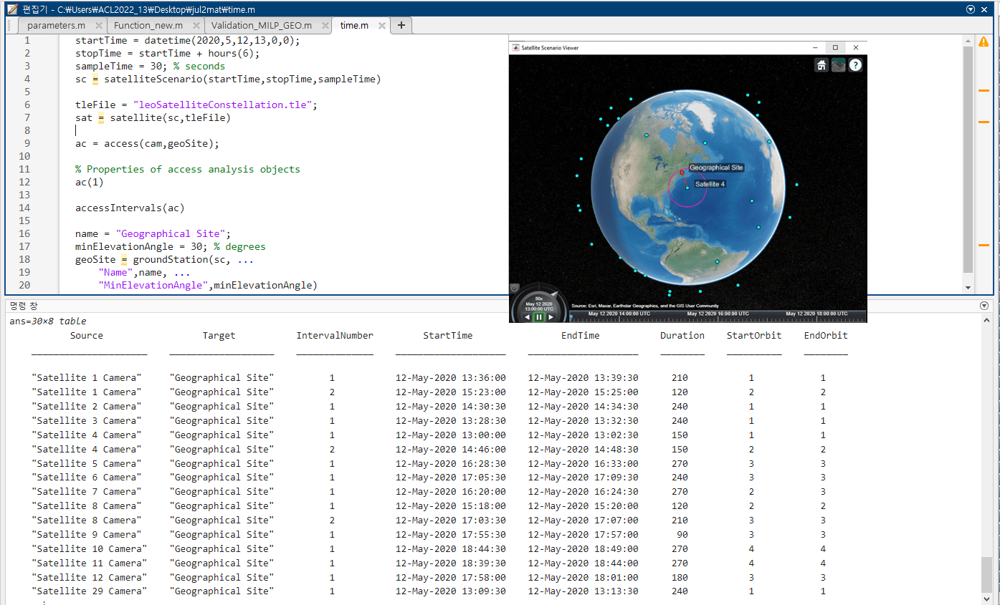 편집기 - C:₩Users₩ACL2022_13₩Desktop₩jul2mat₩time.m
parameters.m
Function_new.m
Validation_MILP_GEO.m
time.m
1 startTime = datetime(2020,5,12,13,0,0);
2 stopTime = startTime + hours(6);
3 sampleTime = 30; % seconds
4 sc = satelliteScenario(startTime,stopTime,sampleTime)
5
6 tleFile = "leoSatelliteConstellation.tle";
7 sat = satellite(sc,tleFile)
8
9 ac = access(cam,geoSite);
10
11 % Properties of access analysis objects
12 ac(1)
13
14 accessIntervals(ac)
15
16 name = "Geographical Site";
17 minElevationAngle = 30; % degrees
18 geoSite = groundStation(sc, ...
19 "Name",name, ...
20 "MinElevationAngle",minElevationAngle)
Satellite Scenario Viewer
?
Geographical Site
Satellite 4
50x
May 12 2020
13:00:00 UTC
Source: Esri, Maxar, Earthstar Geographics, and the GIS User Community
May 12 2020 14:00:00 UTC May 12 2020 16:00:00 UTC May 12 2020 18:00:00 UTC
명령 창
ans=30×8 table
Source Target IntervalNumber StartTime EndTime Duration StartOrbit EndOrbit
"Satellite 1 Camera" "Geographical Site" 1 12-May-2020 13:36:00 12-May-2020 13:39:30 210 1 1
"Satellite 1 Camera" "Geographical Site" 2 12-May-2020 15:23:00 12-May-2020 15:25:00 120 2 2
"Satellite 2 Camera" "Geographical Site" 1 12-May-2020 14:30:30 12-May-2020 14:34:30 240 1 1
"Satellite 3 Camera" "Geographical Site" 1 12-May-2020 13:28:30 12-May-2020 13:32:30 240 1 1
"Satellite 4 Camera" "Geographical Site" 1 12-May-2020 13:00:00 12-May-2020 13:02:30 150 1 1
"Satellite 4 Camera" "Geographical Site" 2 12-May-2020 14:46:00 12-May-2020 14:48:30 150 2 2
"Satellite 5 Camera" "Geographical Site" 1 12-May-2020 16:28:30 12-May-2020 16:33:00 270 3 3
"Satellite 6 Camera" "Geographical Site" 1 12-May-2020 17:05:30 12-May-2020 17:09:30 240 3 3
"Satellite 7 Camera" "Geographical Site" 1 12-May-2020 16:20:00 12-May-2020 16:24:30 270 2 3
"Satellite 8 Camera" "Geographical Site" 1 12-May-2020 15:18:00 12-May-2020 15:20:00 120 2 2
"Satellite 8 Camera" "Geographical Site" 2 12-May-2020 17:03:30 12-May-2020 17:07:00 210 3 3
"Satellite 9 Camera" "Geographical Site" 1 12-May-2020 17:55:30 12-May-2020 17:57:00 90 3 3
"Satellite 10 Camera" "Geographical Site" 1 12-May-2020 18:44:30 12-May-2020 18:49:00 270 4 4
"Satellite 11 Camera" "Geographical Site" 1 12-May-2020 18:39:30 12-May-2020 18:44:00 270 4 4
"Satellite 12 Camera" "Geographical Site" 1 12-May-2020 17:58:00 12-May-2020 18:01:00 180 3 3
"Satellite 29 Camera" "Geographical Site" 1 12-May-2020 13:09:30 12-May-2020 13:13:30 240 1 1